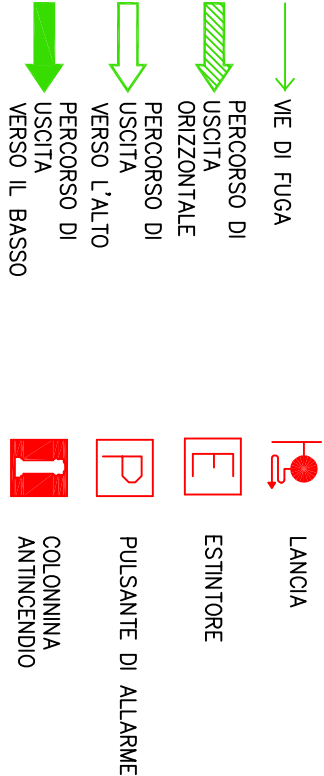 VIE DI FUGA
PERCORSO DI
USCITA
ORIZZONTALE
PERCORSO DI
USCITA
VERSO L'ALTO
PERCORSO DI
USCITA
VERSO IL BASSO
LANCIA
E
ESTINTORE
P
PULSANTE DI ALLARME
COLONNINA
ANTINCENDIO